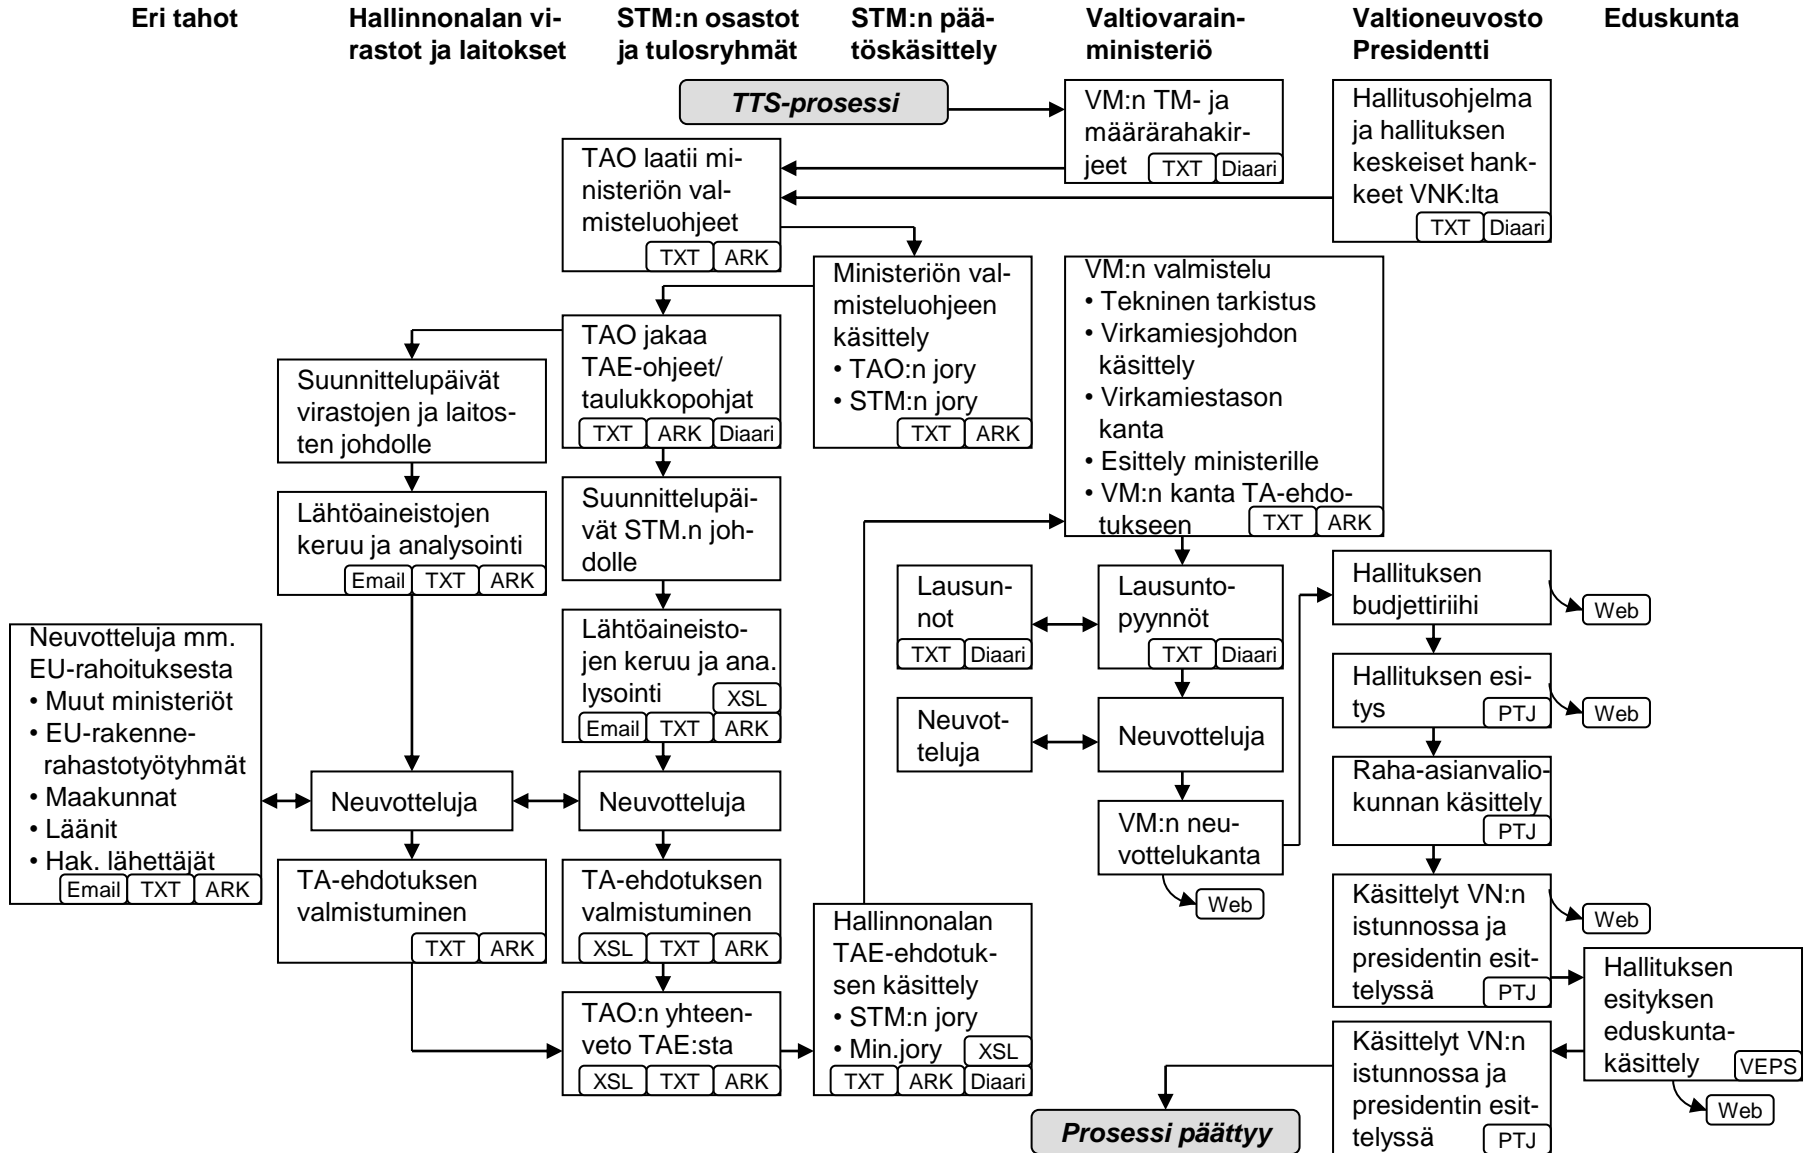 Eri tahot
Hallinnonalan vi-
rastot ja laitokset
STM:n osastot
ja tulosryhmät
STM:n pää-
töskäsittely
Valtiovarain-
ministeriö
Valtioneuvosto
Presidentti
Eduskunta
TTS-prosessi
VM:n TM- ja
määrärahakir-
jeet
TXT
Diaari
Hallitusohjelma
ja hallituksen
keskeiset hank-
keet VNK:lta
TXT
Diaari
TAO laatii mi-
nisteriön val-
misteluohjeet
TXT
ARK
Ministeriön val-
misteluohjeen
käsittely
• TAO:n jory
• STM:n jory
TXT
ARK
TAO jakaa
TAE-ohjeet/
taulukkopohjat
TXT
ARK
Diaari
Suunnittelupäivät
virastojen ja laitos-
ten johdolle
Lähtöaineistojen
keruu ja analysointi
Email
TXT
ARK
Suunnittelupäi-
vät STM.n joh-
dolle
Lähtöaineisto-
jen keruu ja ana.
lysointi
XSL
Email
TXT
ARK
Neuvotteluja mm.
EU-rahoituksesta
• Muut ministeriöt
• EU-rakenne-
rahastotyötyhmät
• Maakunnat
• Läänit
• Hak. lähettäjät
Email
TXT
ARK
Neuvotteluja
Neuvotteluja
TA-ehdotuksen
valmistuminen
TXT
ARK
TA-ehdotuksen
valmistuminen
XSL
TXT
ARK
TAO:n yhteen-
veto TAE:sta
XSL
TXT
ARK
Hallinnonalan
TAE-ehdotuk-
sen käsittely
• STM:n jory
• Min.jory
XSL
TXT
ARK
Diaari
VM:n valmistelu
• Tekninen tarkistus
• Virkamiesjohdon
käsittely
• Virkamiestason
kanta
• Esittely ministerille
• VM:n kanta TA-ehdo-
tukseen
TXT
ARK
Lausun-
not
TXT
Diaari
Lausunto-
pyynnöt
TXT
Diaari
Neuvot-
teluja
Neuvotteluja
VM:n neu-
vottelukanta
Web
Hallituksen
budjettiriihi
Web
Hallituksen esi-
tys
PTJ
Web
Raha-asianvalio-
kunnan käsittely
PTJ
Käsittelyt VN:n
istunnossa ja
presidentin esit-
telyssä
PTJ
Web
Hallituksen
esityksen
eduskunta-
käsittely
VEPS
Web
Käsittelyt VN:n
istunnossa ja
presidentin esit-
telyssä
PTJ
Prosessi päättyy